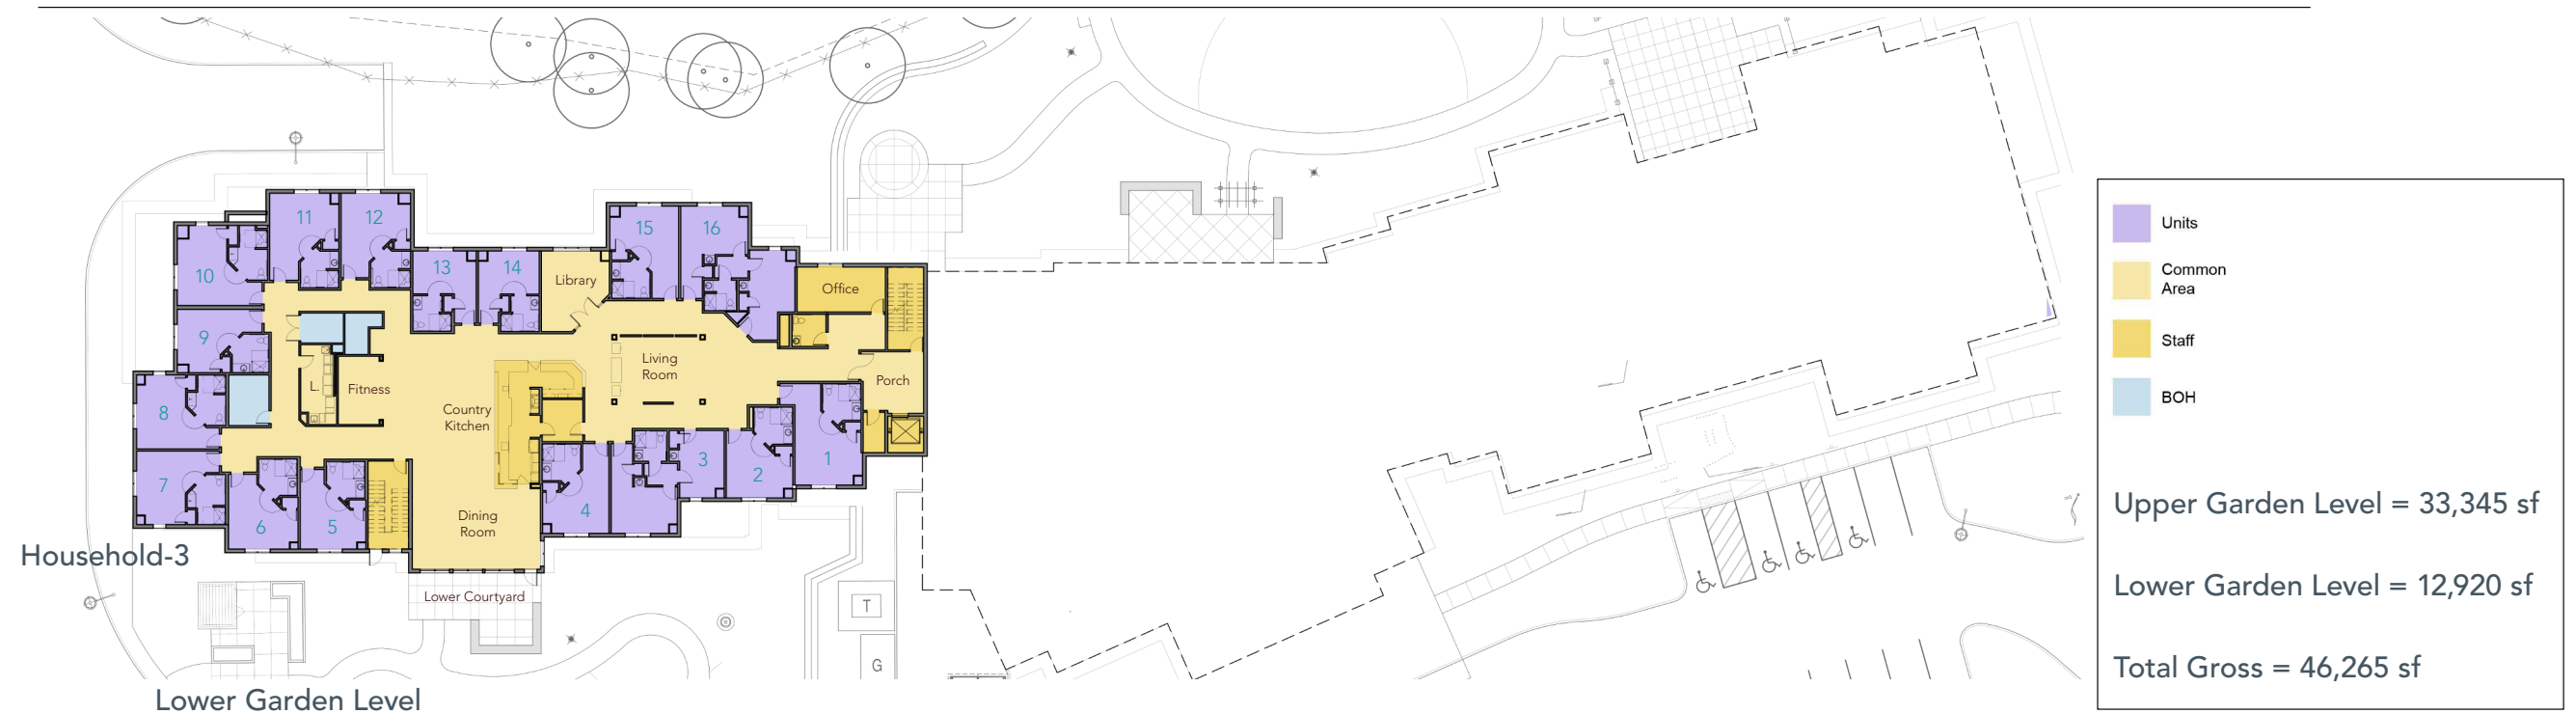 11
12
15
16
10
13
14
Library
Office
9
Living
Room
L.
Fitness
Porch
8
Country
Kitchen
3
2
1
7
4
6
5
Dining
Room
Household-3
Lower Courtyard
T
G
Lower Garden Level
Units
Common
Area
Staff
BOH
Upper Garden Level = 33,345 sf
Lower Garden Level = 12,920 sf
Total Gross = 46,265 sf